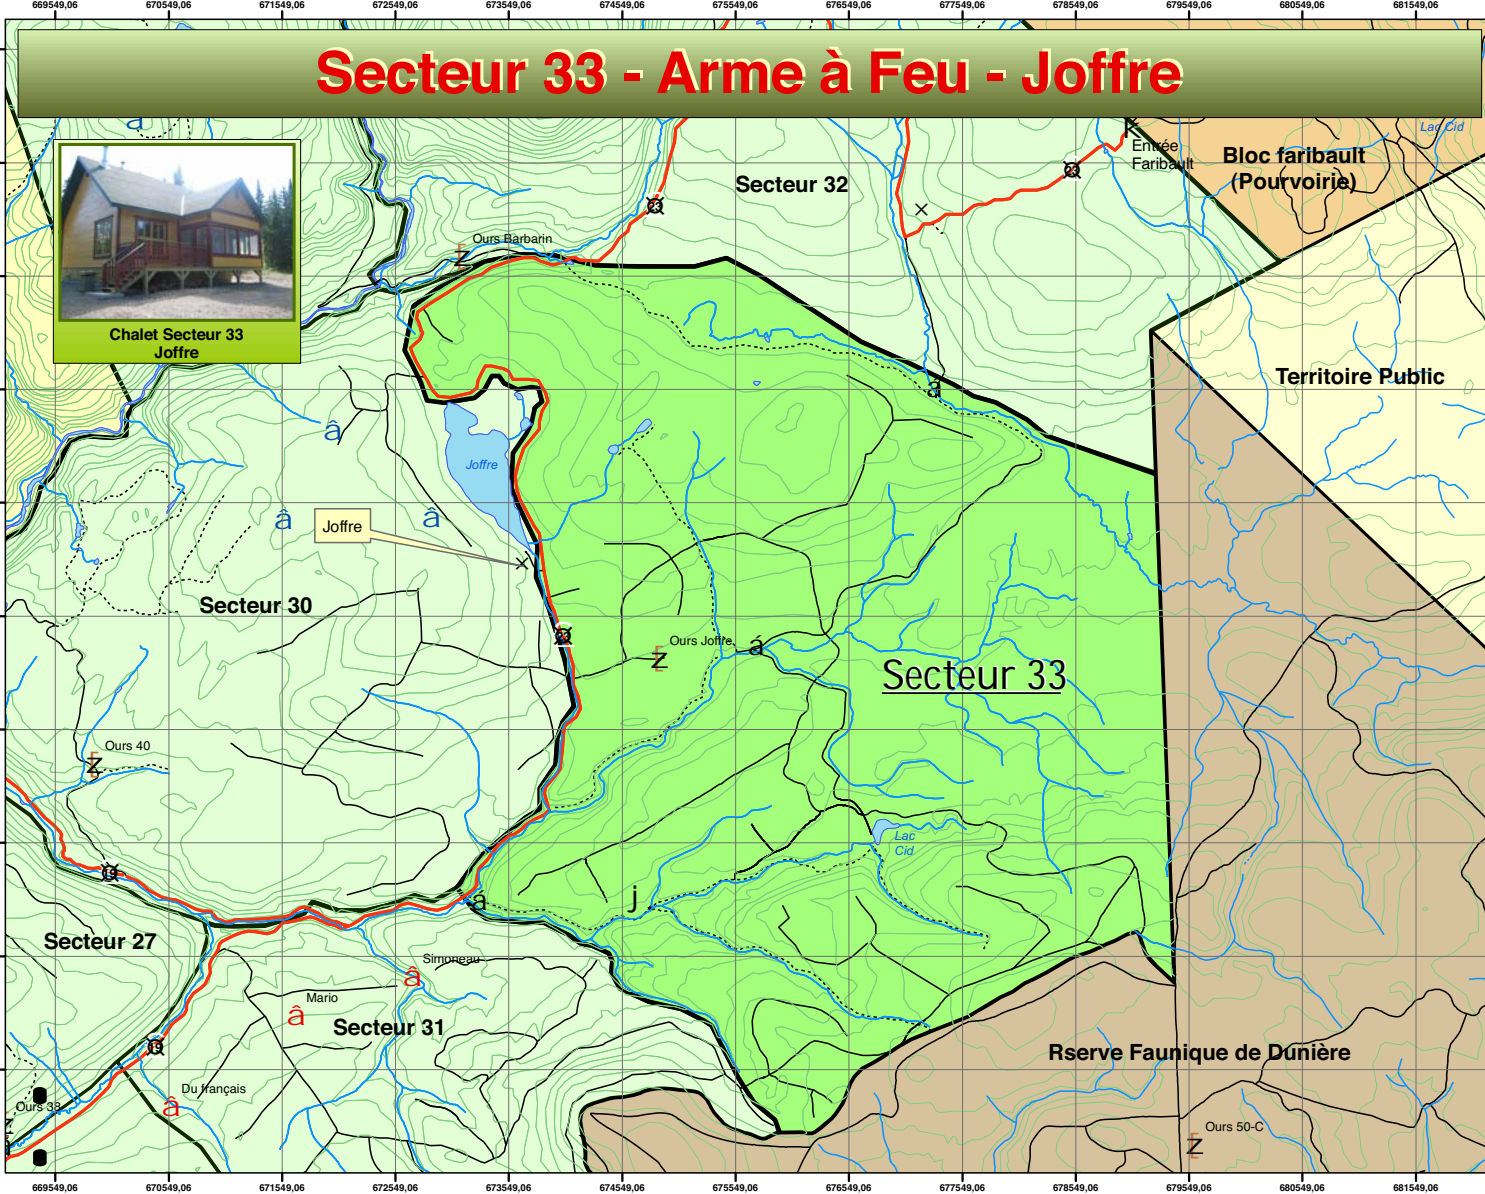 669549,06 670549,06 671549,06 672549,06 673549,06 674549,06 675549,06 676549,06 677549,06 678549,06 679549,06 680549,06 681549,06
Secteur 33 - Arme à Feu - Joffre
Lac Cid
Entrée
Faribault
Bloc faribault
(Pourvoirie)
Secteur 32
Ours Barbarin
Chalet Secteur 33
Joffre
Territoire Public
Joffre
Joffre
Secteur 30
Ours Joffre
Secteur 33
Ours 40
Lac
Cid
19
Secteur 27
Simoneau
Mario
Secteur 31
19
Rserve Faunique de Dunière
Du français
Ours 38
Ours 50-C
669549,06 670549,06 671549,06 672549,06 673549,06 674549,06 675549,06 676549,06 677549,06 678549,06 679549,06 680549,06 681549,06